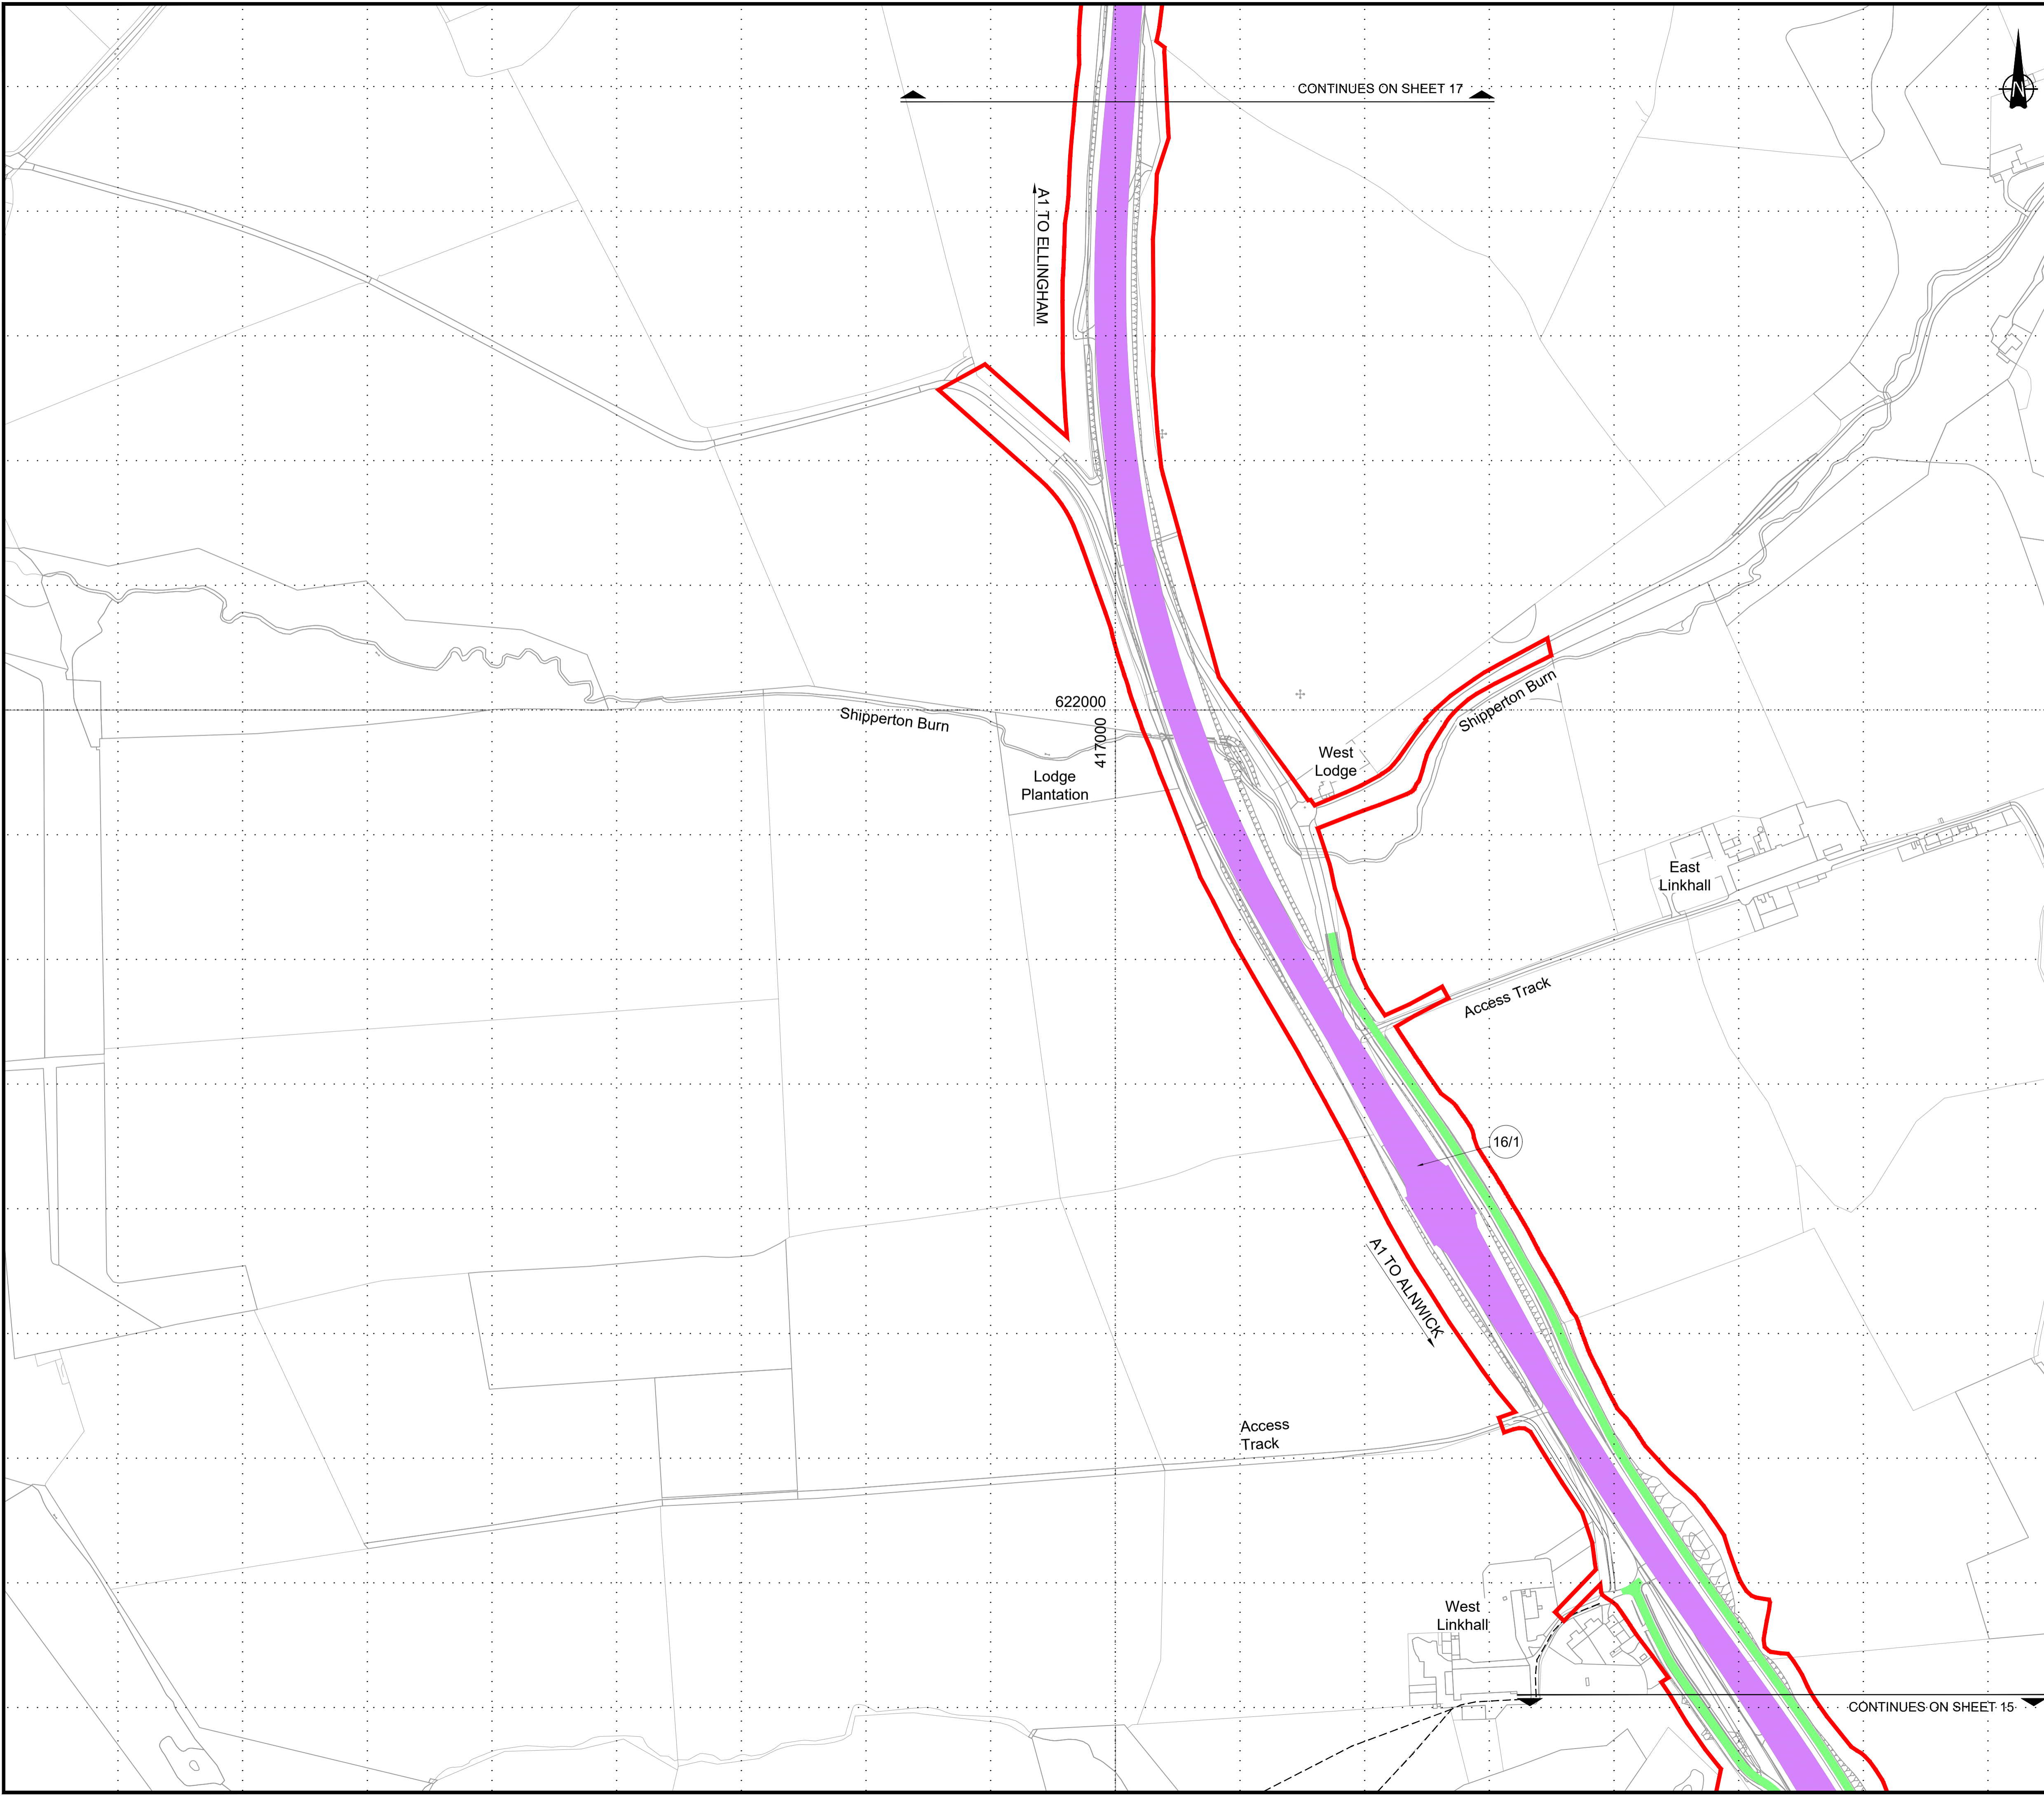 CONTINUES ON SHEET 17
N
A1 TO ELLINGHAM
622000
417000
Shipperton Burn
Shipperton Burn
West
Lodge
Lodge
Plantation
East
Linkhall
Access Track
16/1
A1 TO ALNWICK
Access
Track
West
Linkhall
CONTINUES ON SHEET 15